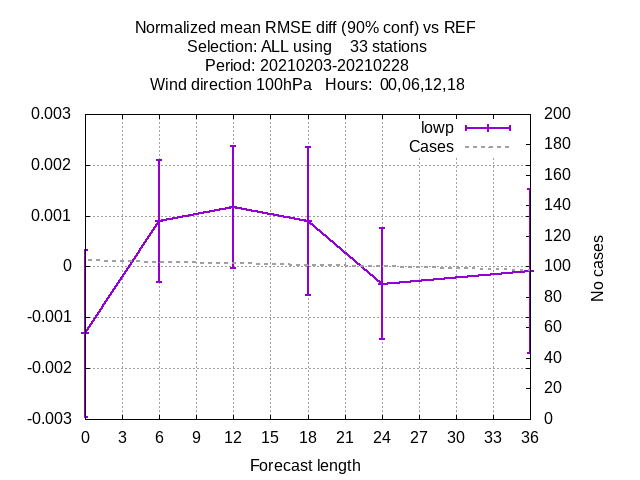 Normalized mean RMSE diff (90% conf) vs REF
Selection: ALL using 33 stations
Period: 20210203-20210228
Wind direction 100hPa Hours: 00,06,12,18
lowp
Cases
0.003
0.002
0.001
0
-0.001
-0.002
-0.003
200
180
160
140
120
100
80
60
40
20
0
No cases
0 3 6 9 12 15 18 21 24 27 30 33 36
Forecast length